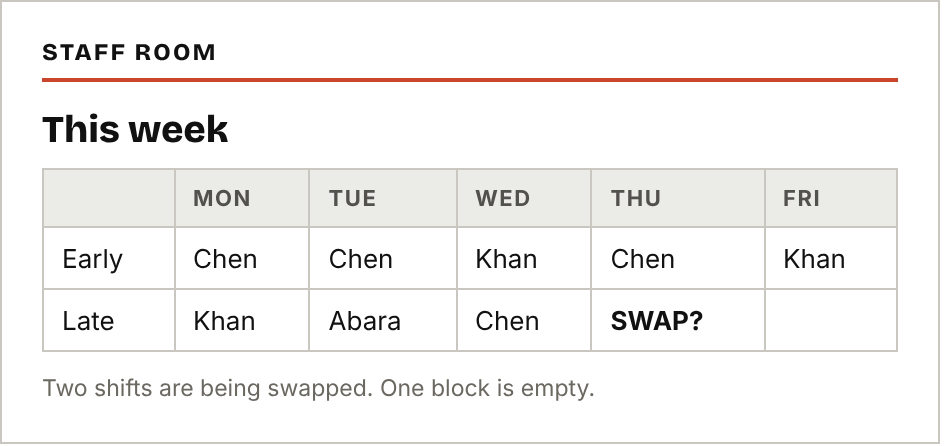 STAFF ROOM
This week
MON TUE WED THU FRI
Early Chen Chen Khan Chen Khan
Late Khan Abara Chen SWAP?
Two shifts are being swapped. One block is empty.